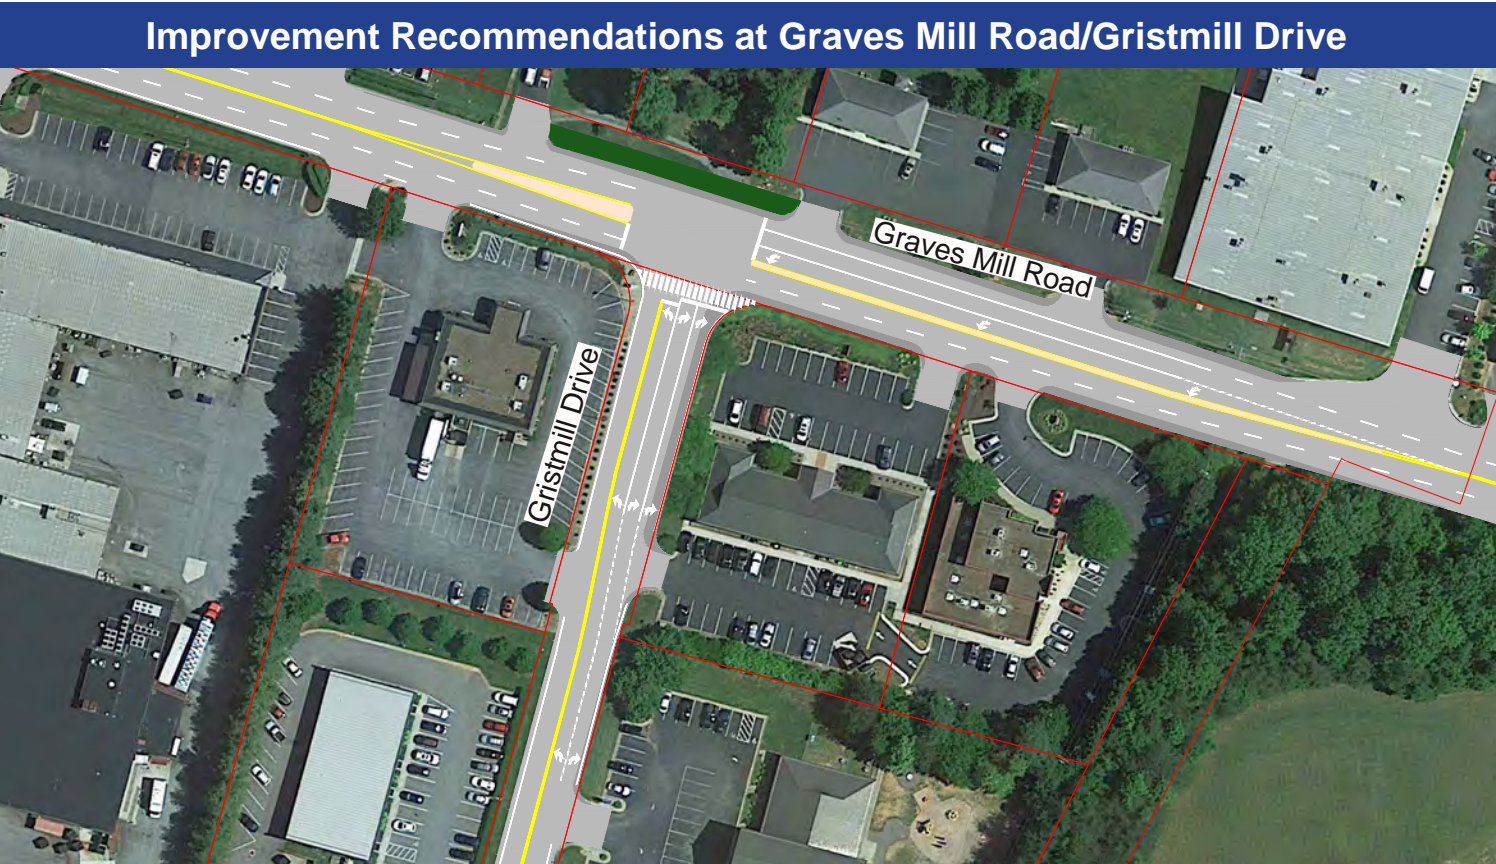 Improvement Recommendations at Graves Mill Road/Gristmill Drive
Graves Mill Road
Gristmill Drive